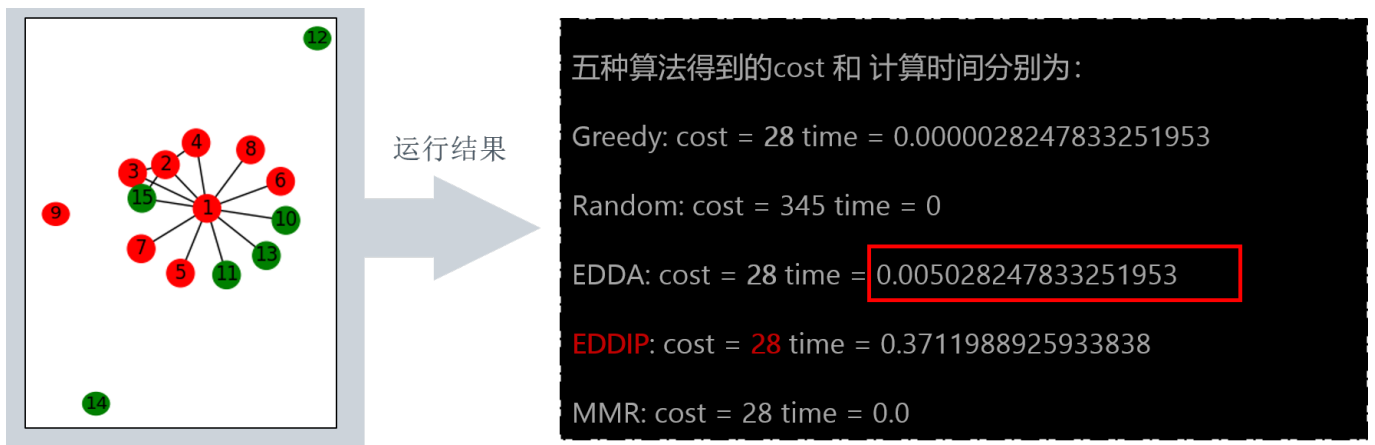 12
4
8
2
3
6
15
1
9
10
7
13
5
11
14
运行结果
五种算法得到的cost 和 计算时间分别为：
Greedy: cost = 28 time = 0.0000028247833251953
Random: cost = 345 time = 0
EDDA: cost = 28 time = 0.005028247833251953
EDDIP: cost = 28 time = 0.3711988925933838
MMR: cost = 28 time = 0.0